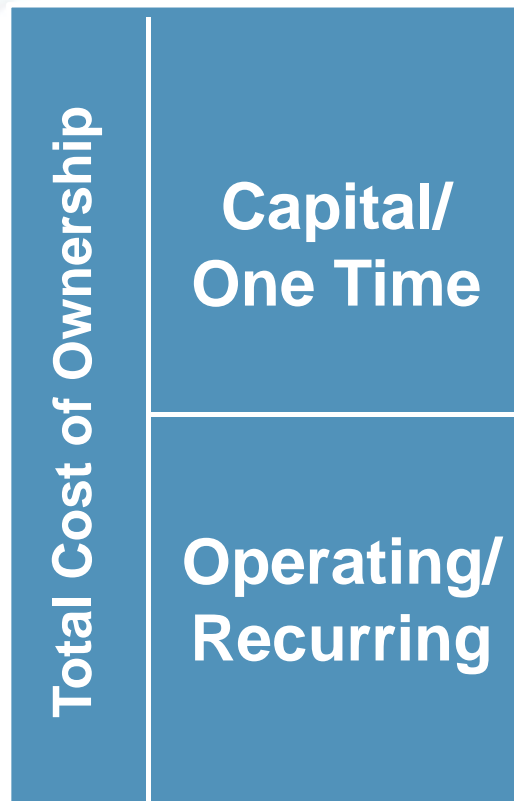 Total Cost of Ownership
Capital/
One Time
Operating/
Recurring